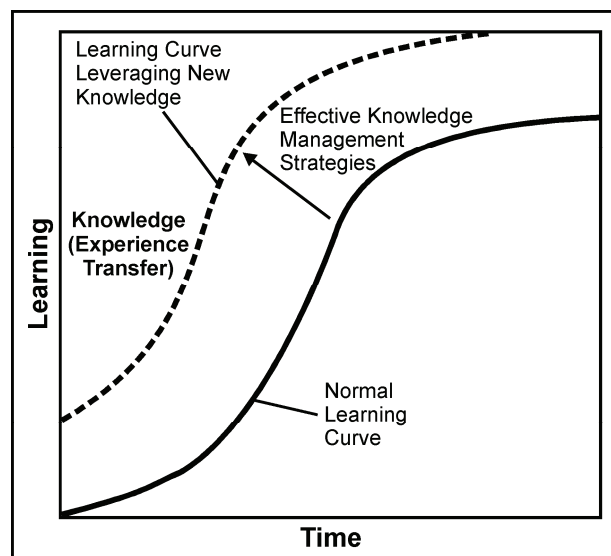 Learning Curve
Leveraging New
Knowledge
Effective Knowledge
Management
Strategies
Knowledge
(Experience
Transfer)
Learning
Normal
Learning
Curve
Time